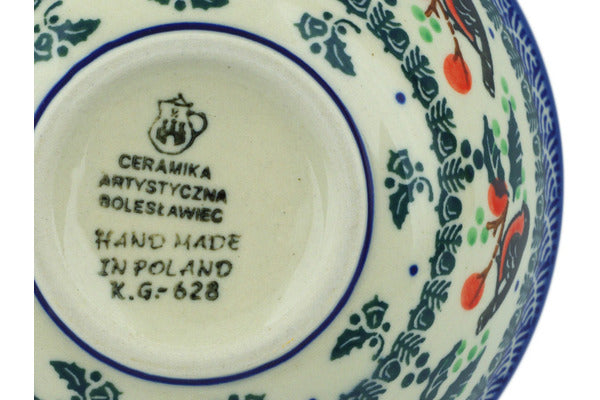 CERAMIKA
ARTYSTYCZNA
BOLESŁAWIEC
HAND MADE
IN POLAND
K.G.-628